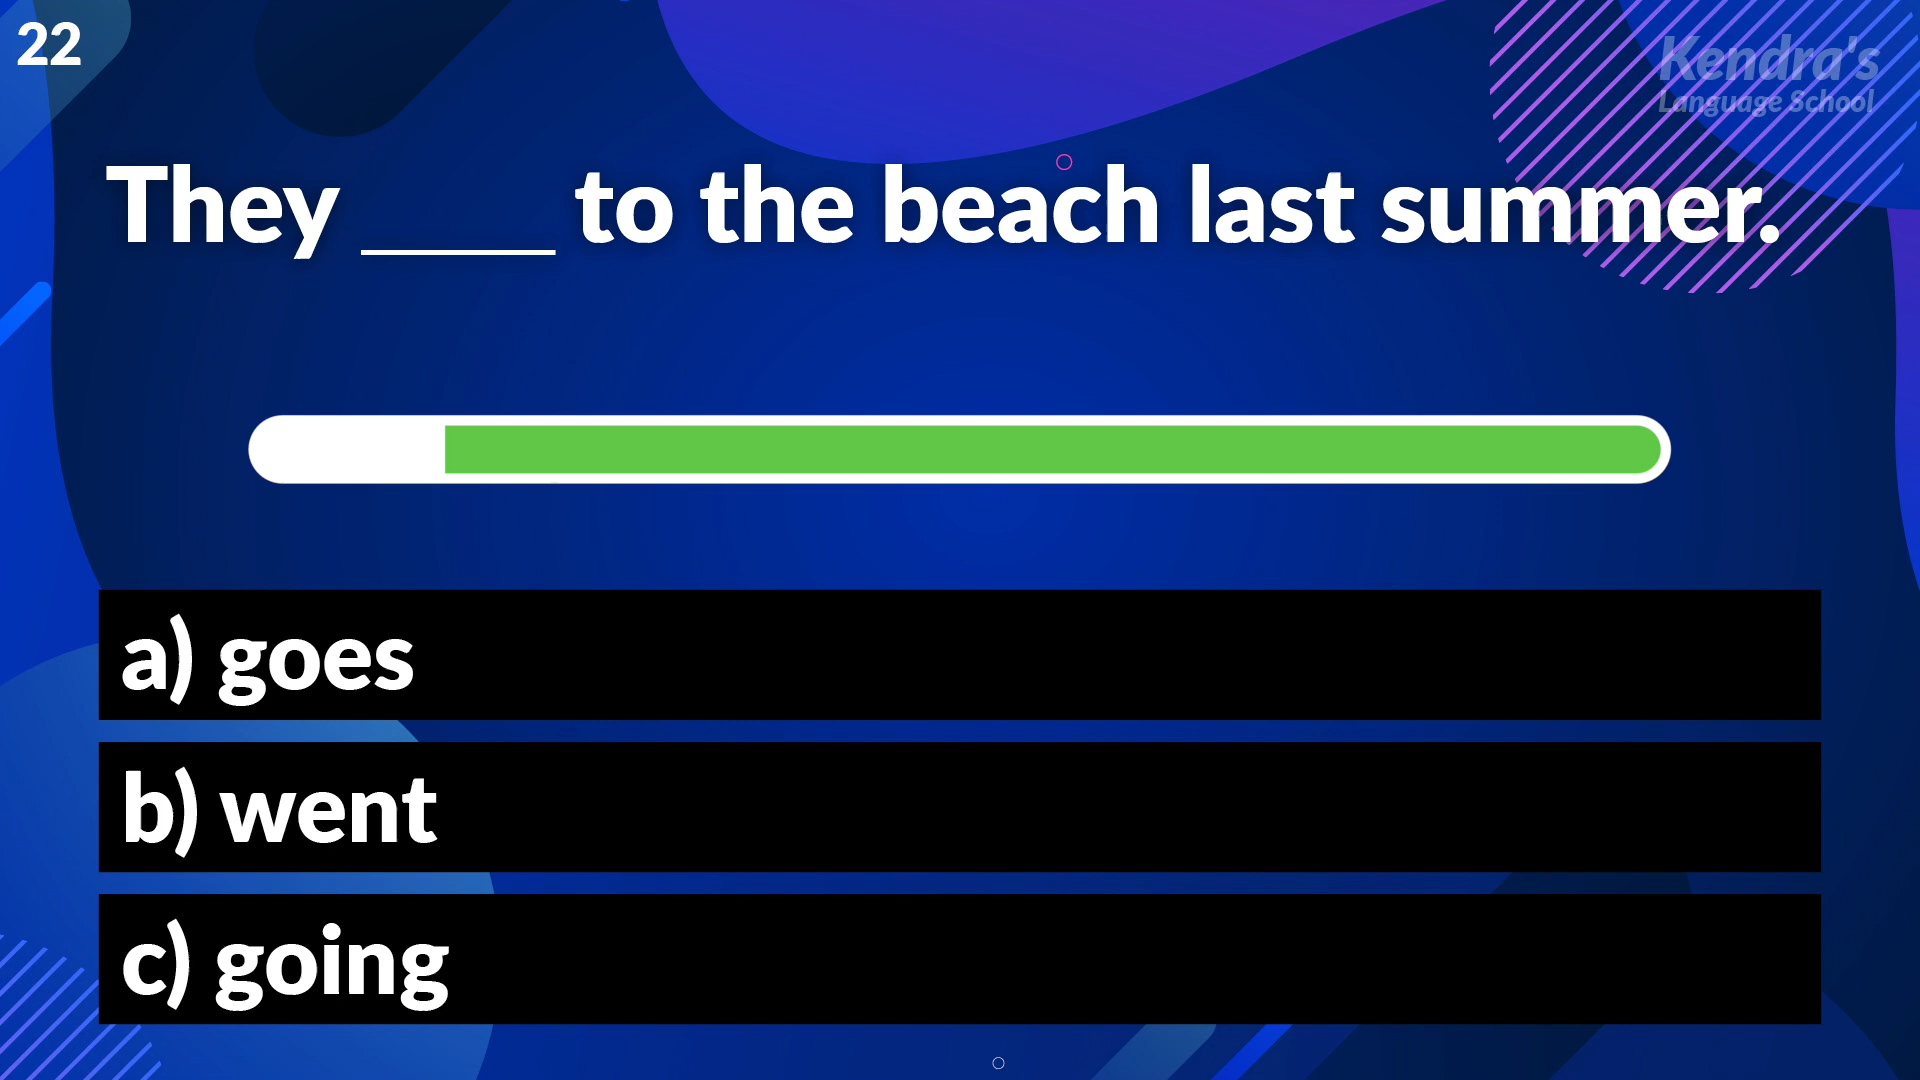 22
Kendra's
Language School
They ____ to the beach last summer.
a) goes
b) went
c) going